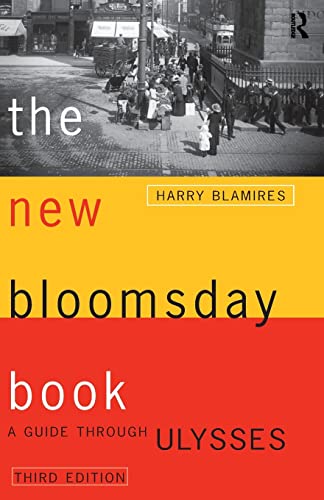 the
new
HARRY BLAMIRES
bloomsday
book
A GUIDE THROUGH ULYSSES
THIRD EDITION